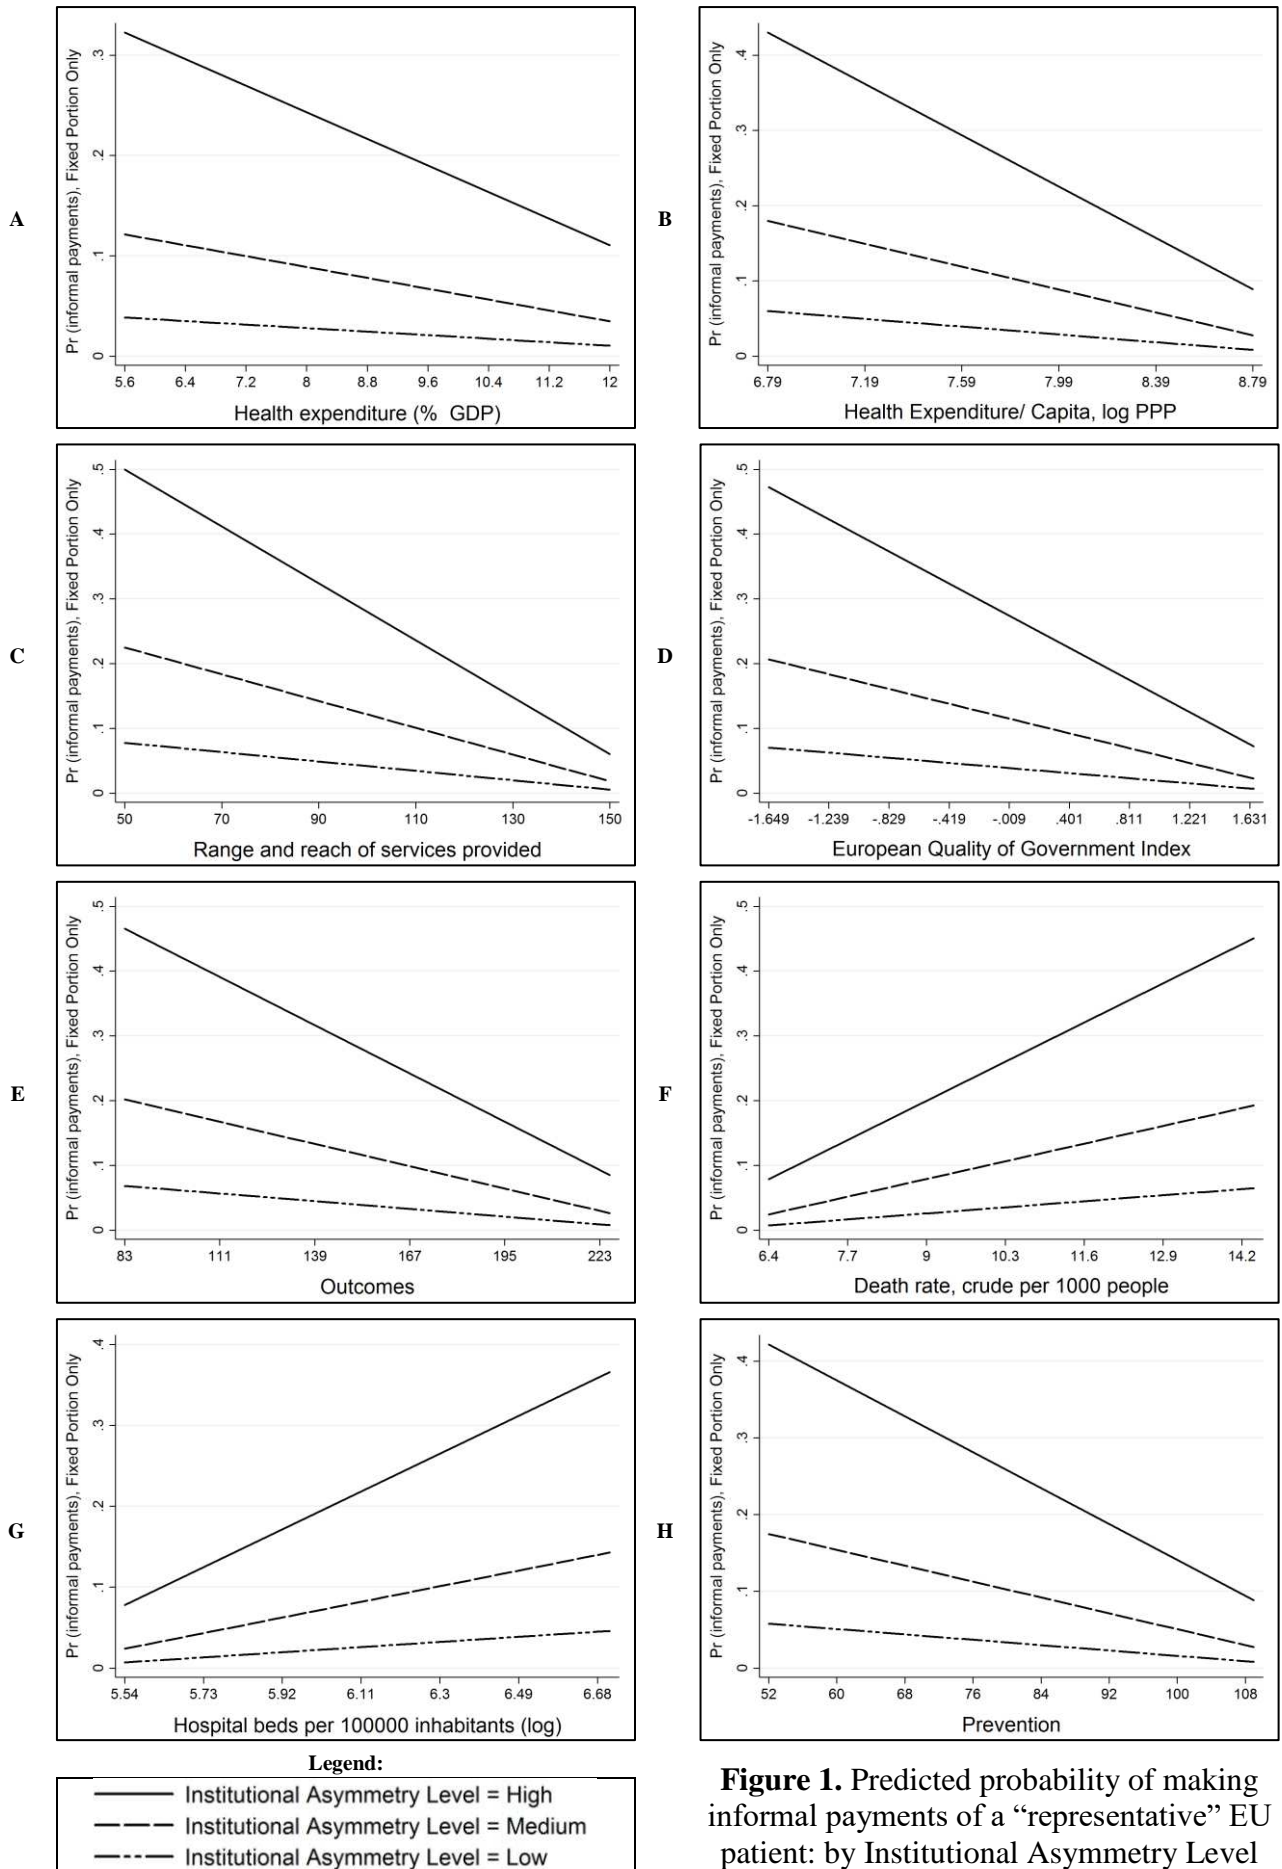 A
Pr (informal payments), Fixed Portion Only
.3
.2
.1
0
5.6 6.4 7.2 8 8.8 9.6 10.4 11.2 12
Health expenditure (% GDP)
B
Pr (informal payments), Fixed Portion Only
.4
.3
.2
.1
0
6.79 7.19 7.59 7.99 8.39 8.79
Health Expenditure/ Capita, log PPP
C
Pr (informal payments), Fixed Portion Only
.5
.4
.3
.2
.1
0
50 70 90 110 130 150
Range and reach of services provided
D
Pr (informal payments), Fixed Portion Only
.5
.4
.3
.2
.1
0
-1.649 -1.239 -.829 -.419 -.009 .401 .811 1.221 1.631
European Quality of Government Index
E
Pr (informal payments), Fixed Portion Only
.5
.4
.3
.2
.1
0
83 111 139 167 195 223
Outcomes
F
Pr (informal payments), Fixed Portion Only
.5
.4
.3
.2
.1
0
6.4 7.7 9 10.3 11.6 12.9 14.2
Death rate, crude per 1000 people
G
Pr (informal payments), Fixed Portion Only
.4
.3
.2
.1
0
5.54 5.73 5.92 6.11 6.3 6.49 6.68
Hospital beds per 100000 inhabitants (log)
H
Pr (informal payments), Fixed Portion Only
.4
.3
.2
.1
0
52 60 68 76 84 92 100 108
Prevention
Legend:
Institutional Asymmetry Level = High
Institutional Asymmetry Level = Medium
Institutional Asymmetry Level = Low
Figure 1. Predicted probability of making
informal payments of a “representative” EU
patient: by Institutional Asymmetry Level